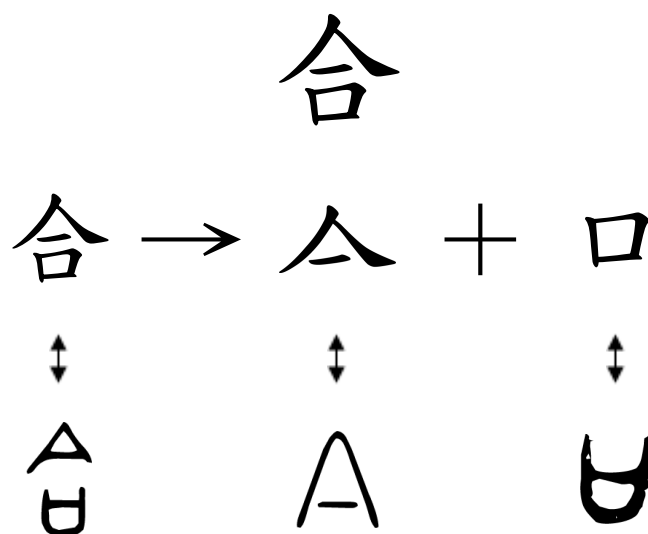 合
合 → 亼 + 口